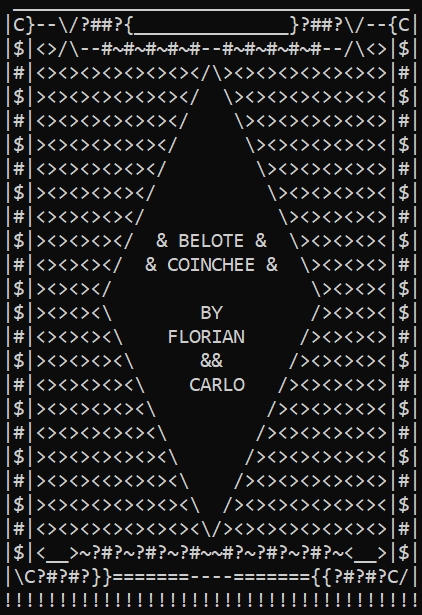 & BELOTE &
& COINCHEE &
BY
FLORIAN
&&
CARLO